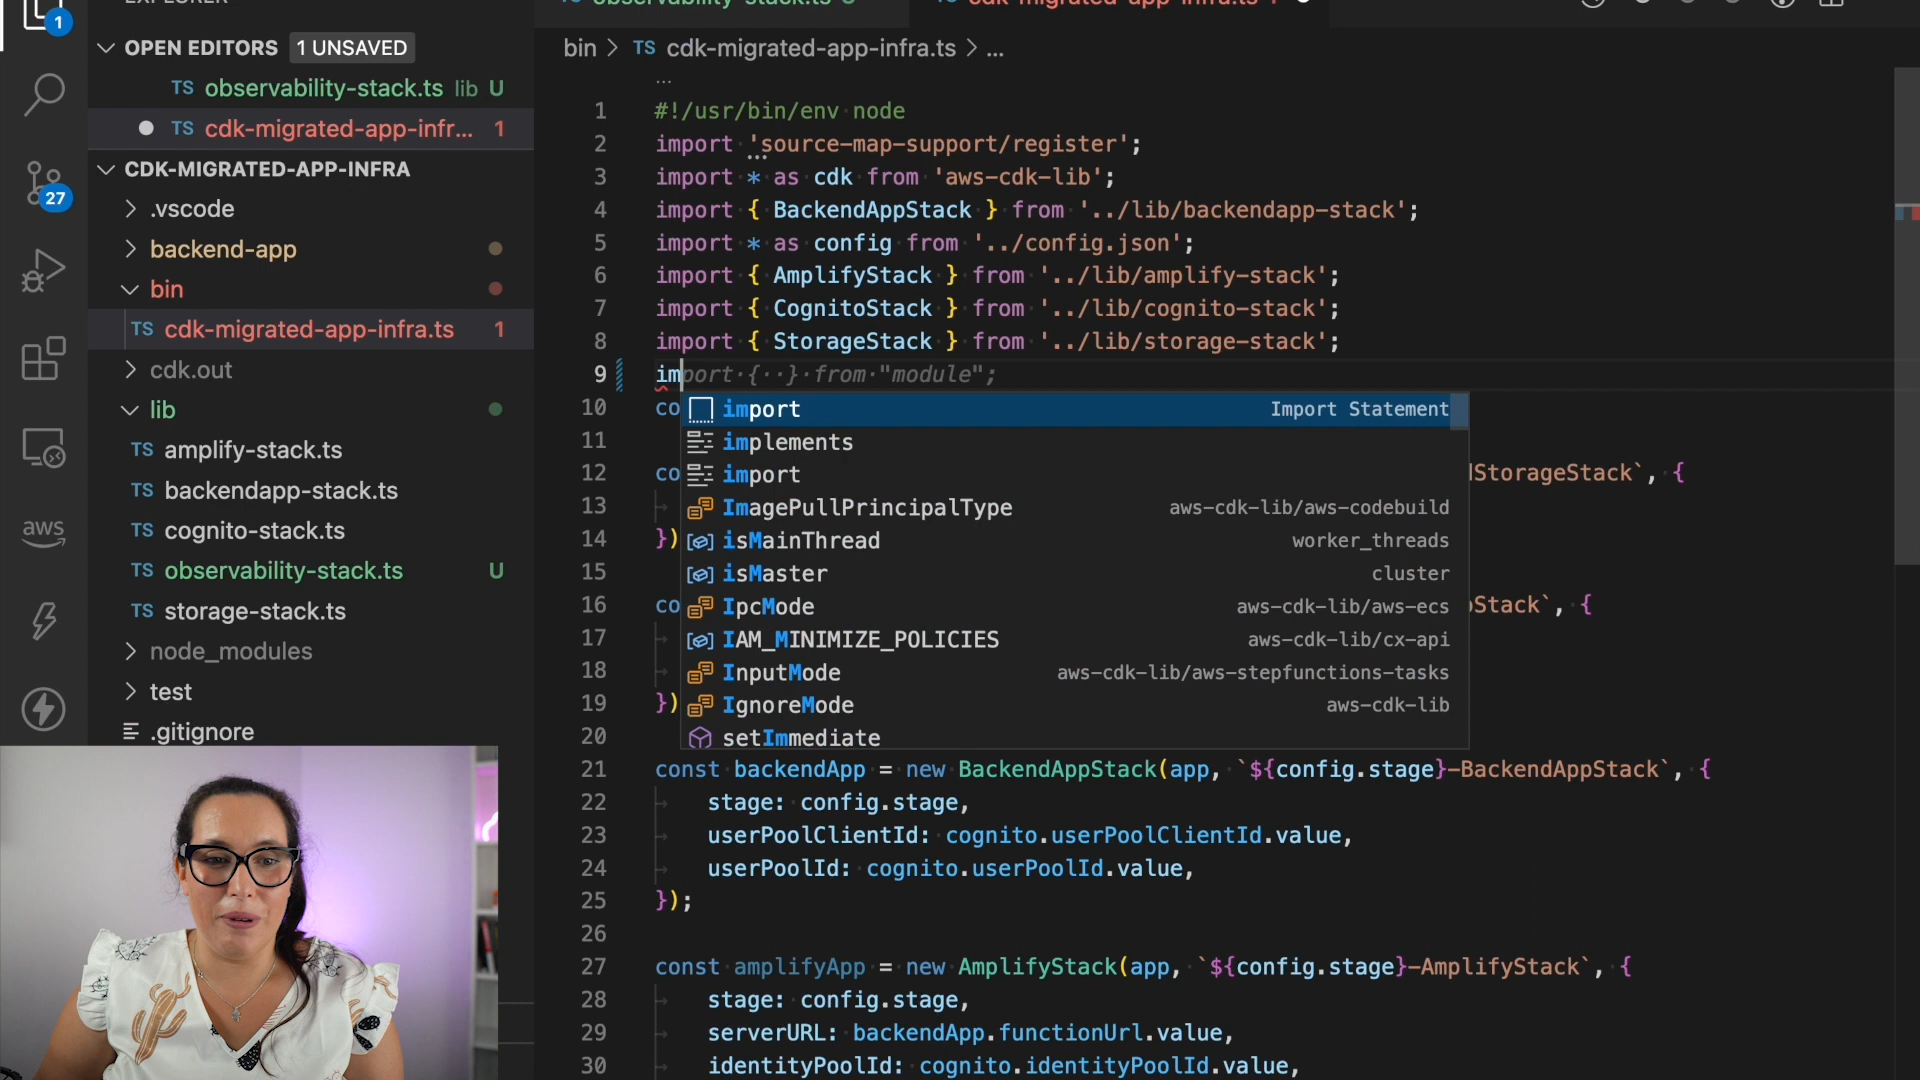 1
OPEN EDITORS 1 UNSAVED
TS observability-stack.ts lib U
TS cdk-migrated-app-infr... 1
CDK-MIGRATED-APP-INFRA
.vscode
backend-app
bin
TS cdk-migrated-app-infra.ts 1
cdk.out
lib
TS amplify-stack.ts
TS backendapp-stack.ts
TS cognito-stack.ts
TS observability-stack.ts U
TS storage-stack.ts
node_modules
test
.gitignore
27
aws
bin > TS cdk-migrated-app-infra.ts > ...
...
1 #!/usr/bin/env node
2 import 'source-map-support/register';
3 import * as cdk from 'aws-cdk-lib';
4 import { BackendAppStack } from '../lib/backendapp-stack';
5 import * as config from '../config.json';
6 import { AmplifyStack } from '../lib/amplify-stack';
7 import { CognitoStack } from '../lib/cognito-stack';
8 import { StorageStack } from '../lib/storage-stack';
9 import {··}·from·"module";
10 co
import Import Statement
11
implements
12 co
import
StorageStack`, {
13
ImagePullPrincipalType aws-cdk-lib/aws-codebuild
14 })
isMainThread worker_threads
15
isMaster cluster
16 co
IpcMode aws-cdk-lib/aws-ecs
Stack`, {
17
IAM_MINIMIZE_POLICIES aws-cdk-lib/cx-api
18
InputMode aws-cdk-lib/aws-stepfunctions-tasks
19 })
IgnoreMode aws-cdk-lib
20
setImmediate
21 const backendApp = new BackendAppStack(app, `${config.stage}-BackendAppStack`, {
22 stage: config.stage,
23 userPoolClientId: cognito.userPoolClientId.value,
24 userPoolId: cognito.userPoolId.value,
25 });
26
27 const amplifyApp = new AmplifyStack(app, `${config.stage}-AmplifyStack`, {
28 stage: config.stage,
29 serverURL: backendApp.functionUrl.value,
30 identityPoolId: cognito.identityPoolId.value,